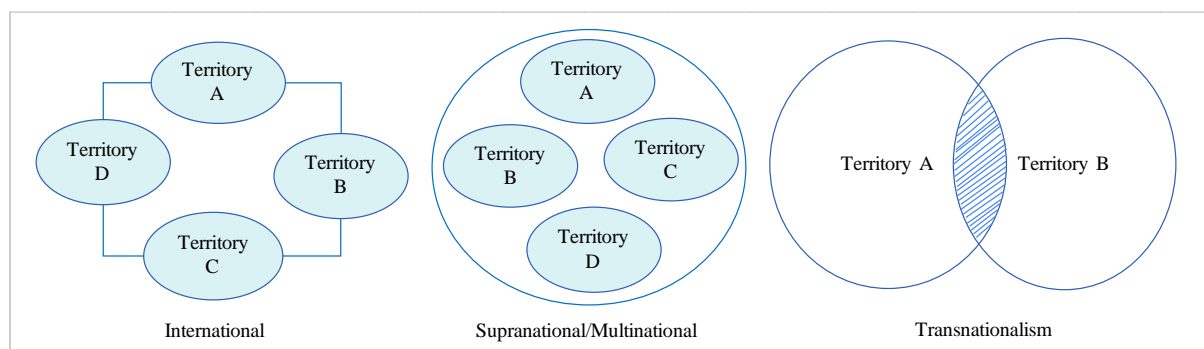 Territory
A
Territory
D
Territory
B
Territory
C
International
Territory
A
Territory
B
Territory
C
Territory
D
Supranational/Multinational
Territory A
Territory B
Transnationalism